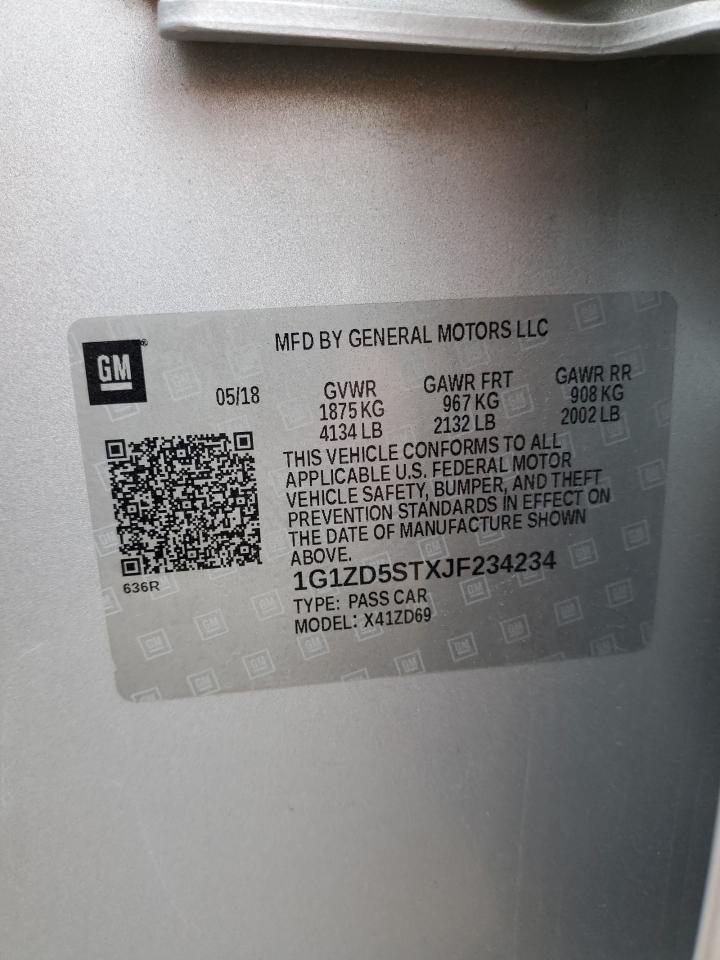 MFD BY GENERAL MOTORS LLC
GM
05/18
GVWR
1875 KG
4134 LB
GAWR FRT
967 KG
2132 LB
GAWR RR
908 KG
2002 LB
THIS VEHICLE CONFORMS TO ALL
APPLICABLE U.S. FEDERAL MOTOR
VEHICLE SAFETY, BUMPER, AND THEFT
PREVENTION STANDARDS IN EFFECT ON
THE DATE OF MANUFACTURE SHOWN
ABOVE.
636R
1G1ZD5STXJF234234
TYPE: PASS CAR
MODEL: X41ZD69